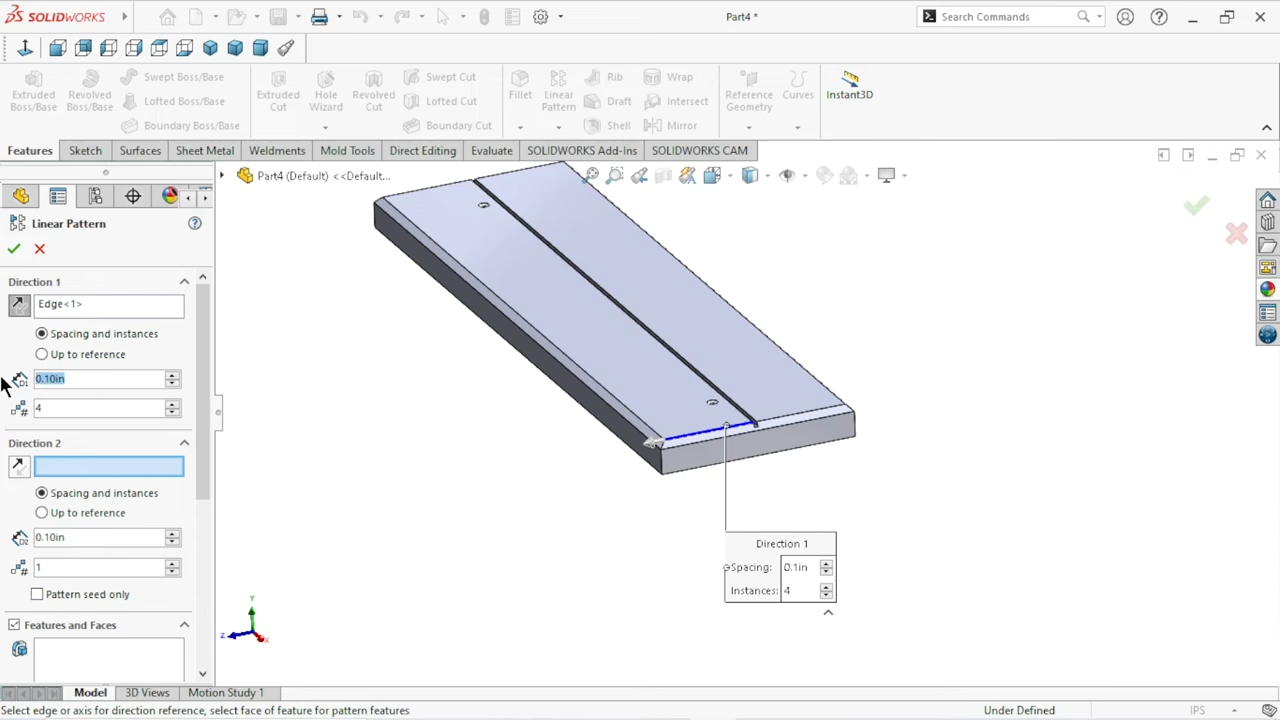 SOLIDWORKS
Part4 *
Search Commands
Extruded Boss/Base
Revolved Boss/Base
Swept Boss/Base
Lofted Boss/Base
Boundary Boss/Base
Extruded Cut
Hole Wizard
Revolved Cut
Swept Cut
Lofted Cut
Boundary Cut
Fillet
Linear Pattern
Rib
Draft
Shell
Wrap
Intersect
Mirror
Reference Geometry
Curves
Instant3D
Features
Sketch
Surfaces
Sheet Metal
Weldments
Mold Tools
Direct Editing
Evaluate
SOLIDWORKS Add-Ins
SOLIDWORKS CAM
Part4 (Default) <<Default...
Linear Pattern
Direction 1
Edge<1>
Spacing and instances
Up to reference
D1
0.10in
#
4
Direction 2
Spacing and instances
Up to reference
D2
0.10in
#
1
Pattern seed only
Features and Faces
Direction 1
Spacing: 0.1in
Instances: 4
Y
Z
X
Model
3D Views
Motion Study 1
Select edge or axis for direction reference, select face of feature for pattern features
Under Defined
IPS